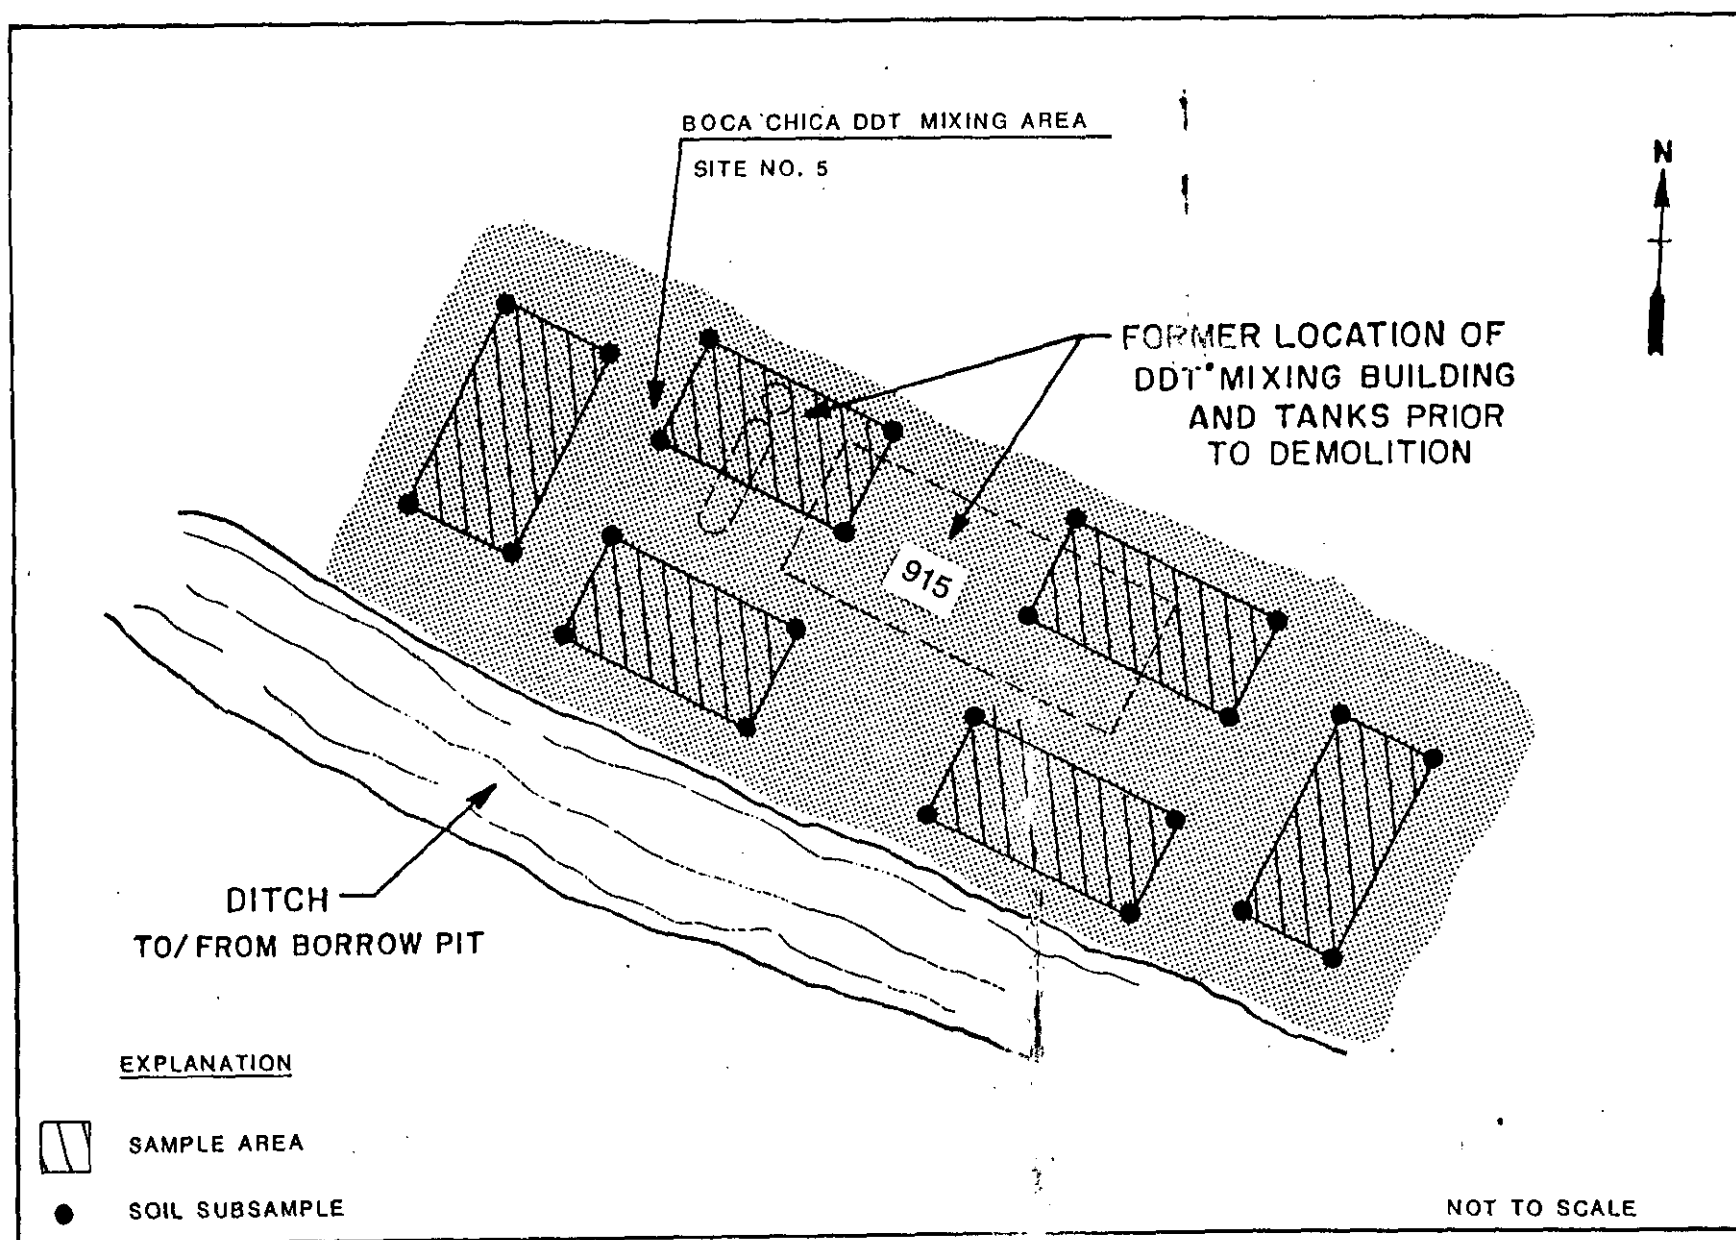 BOCA CHICA DDT MIXING AREA
SITE NO. 5
N
FORMER LOCATION OF
DDT MIXING BUILDING
AND TANKS PRIOR
TO DEMOLITION
915
DITCH
TO/FROM BORROW PIT
EXPLANATION
SAMPLE AREA
SOIL SUBSAMPLE
NOT TO SCALE